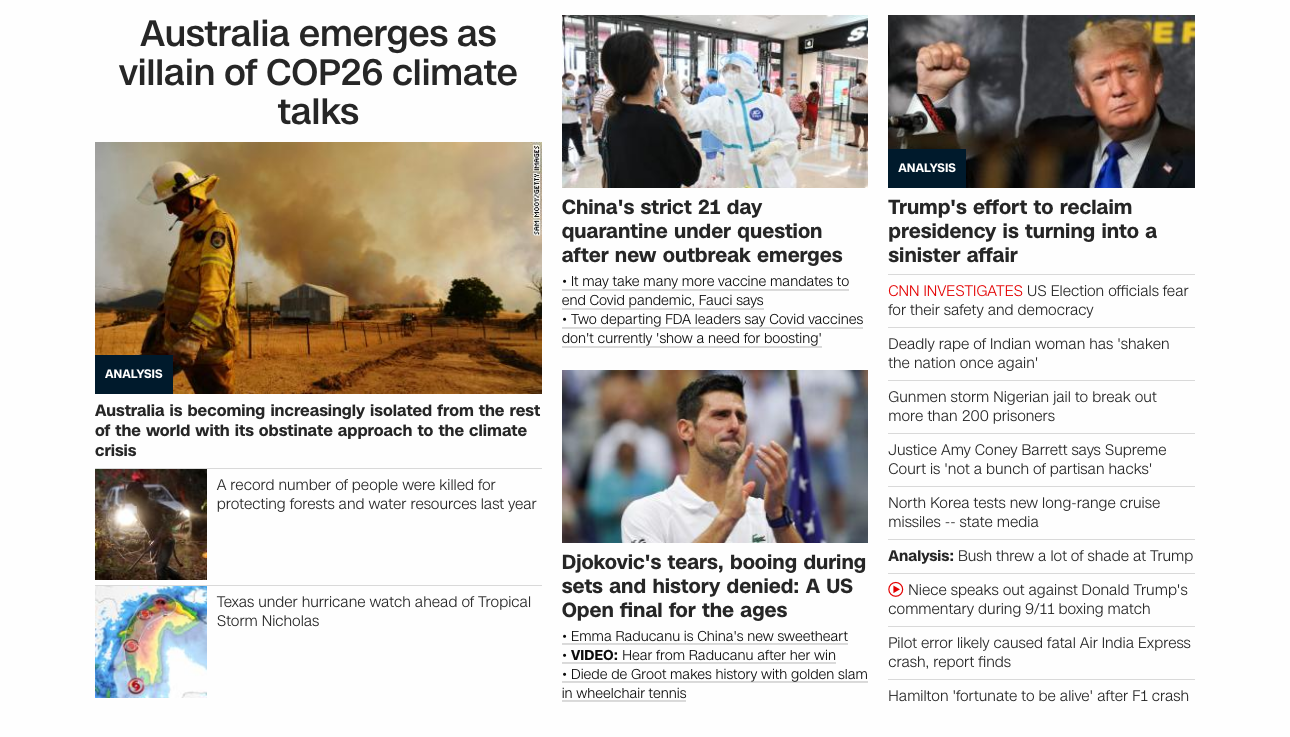 Australia emerges as
villain of COP26 climate
talks
SAM MOOY/GETTY IMAGES
ANALYSIS
Australia is becoming increasingly isolated from the rest
of the world with its obstinate approach to the climate
crisis
A record number of people were killed for
protecting forests and water resources last year
Texas under hurricane watch ahead of Tropical
Storm Nicholas
China's strict 21 day
quarantine under question
after new outbreak emerges
• It may take many more vaccine mandates to
end Covid pandemic, Fauci says
• Two departing FDA leaders say Covid vaccines
don't currently 'show a need for boosting'
Djokovic's tears, booing during
sets and history denied: A US
Open final for the ages
• Emma Raducanu is China's new sweetheart
• VIDEO: Hear from Raducanu after her win
• Diede de Groot makes history with golden slam
in wheelchair tennis
ANALYSIS
Trump's effort to reclaim
presidency is turning into a
sinister affair
CNN INVESTIGATES US Election officials fear
for their safety and democracy
Deadly rape of Indian woman has 'shaken
the nation once again'
Gunmen storm Nigerian jail to break out
more than 200 prisoners
Justice Amy Coney Barrett says Supreme
Court is 'not a bunch of partisan hacks'
North Korea tests new long-range cruise
missiles -- state media
Analysis: Bush threw a lot of shade at Trump
Niece speaks out against Donald Trump's
commentary during 9/11 boxing match
Pilot error likely caused fatal Air India Express
crash, report finds
Hamilton 'fortunate to be alive' after F1 crash